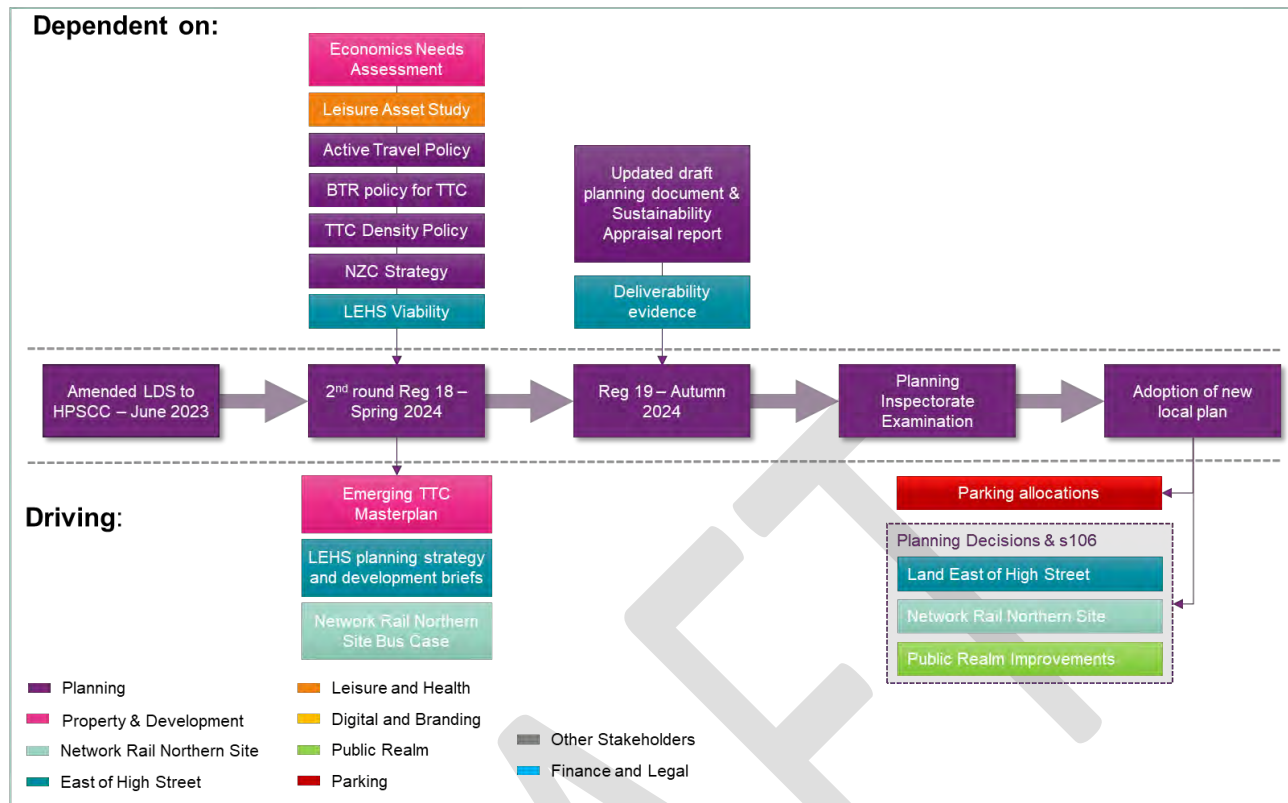 Dependent on:
Economics Needs
Assessment
Leisure Asset Study
Active Travel Policy
BTR policy for TTC
TTC Density Policy
NZC Strategy
LEHS Viability
Updated draft
planning document &
Sustainability
Appraisal report
Deliverability
evidence
Amended LDS to
HPSCC – June 2023
2nd round Reg 18 –
Spring 2024
Reg 19 – Autumn
2024
Planning
Inspectorate
Examination
Adoption of new
local plan
Driving:
Emerging TTC
Masterplan
LEHS planning strategy
and development briefs
Network Rail Northern
Site Bus Case
Parking allocations
Planning Decisions & s106
Land East of High Street
Network Rail Northern Site
Public Realm Improvements
Planning
Property & Development
Network Rail Northern Site
East of High Street
Leisure and Health
Digital and Branding
Public Realm
Parking
Other Stakeholders
Finance and Legal